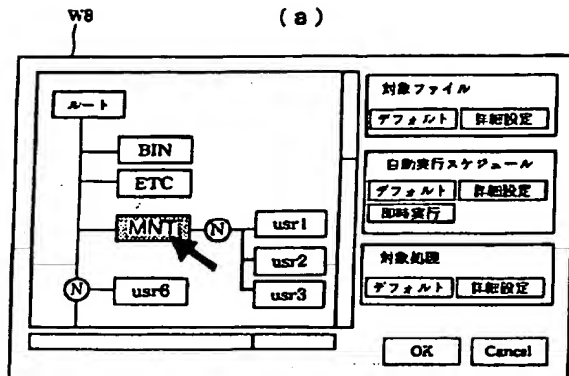 W8
(a)
ルート
BIN
ETC
MNT1
N
usr1
usr2
usr3
N
usr6
対象ファイル
デフォルト
詳細設定
自動実行スケジュール
デフォルト
詳細設定
即時実行
対象処理
デフォルト
詳細設定
OK
Cancel